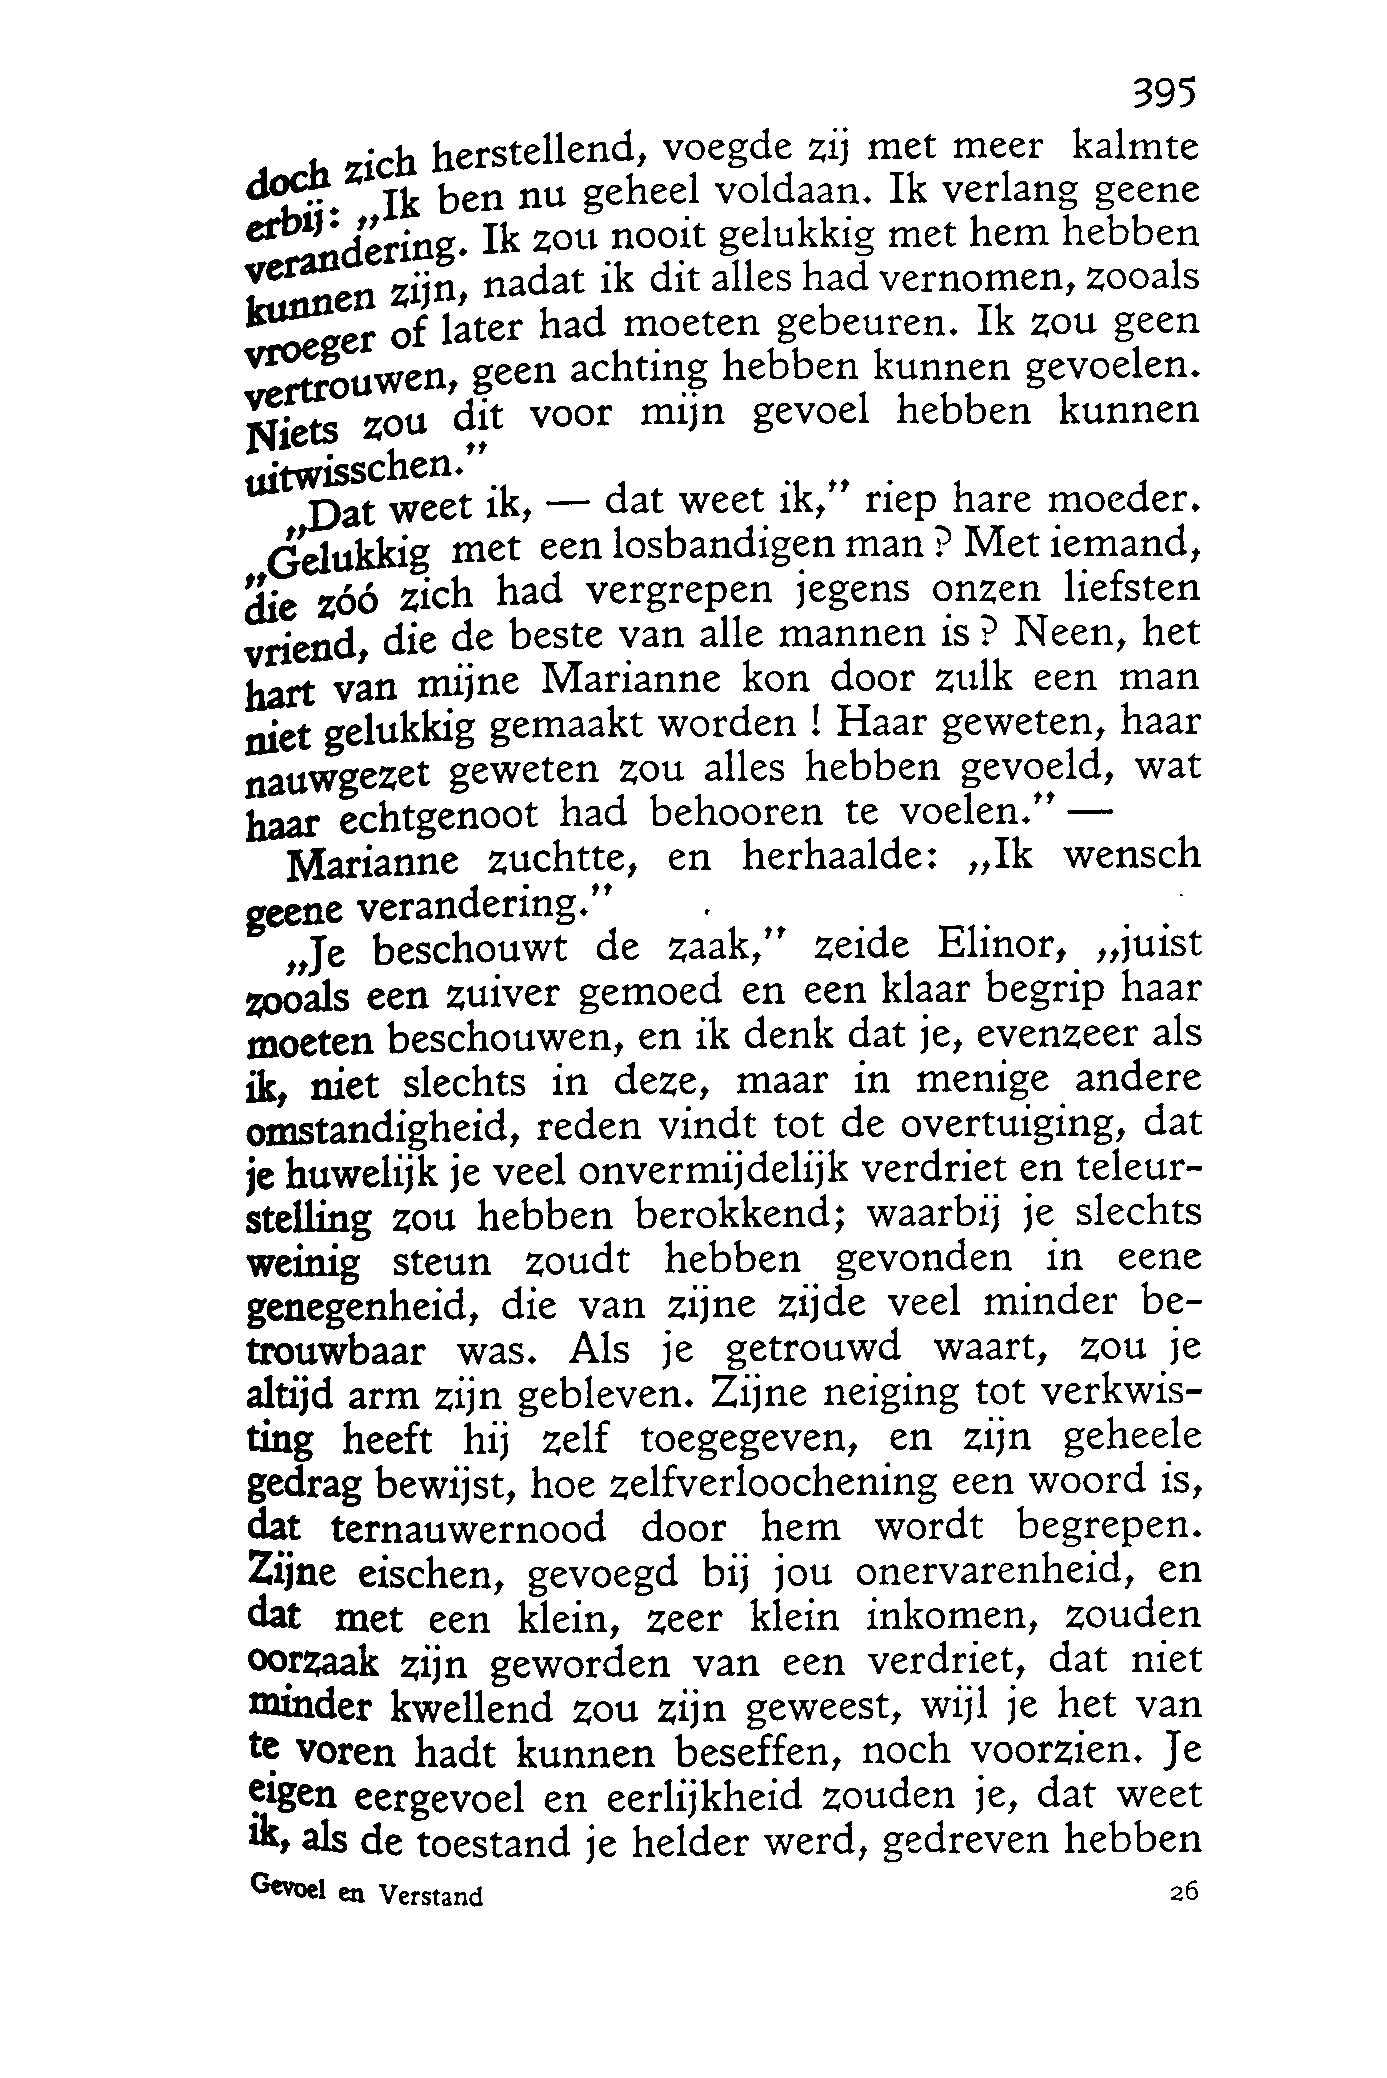 395
doch zich herstellend, voegde zij met meer kalmte
erbij: „Ik ben nu geheel voldaan. Ik verlang geene
verandering. Ik zou nooit gelukkig met hem hebben
kunnen zijn, nadat ik dit alles had vernomen, zooals
vroeger of later had moeten gebeuren. Ik zou geen
vertrouwen, geen achting hebben kunnen gevoelen.
Niets zou dit voor mijn gevoel hebben kunnen
uitwisschen.”
„Dat weet ik, — dat weet ik,” riep hare moeder.
„Gelukkig met een losbandigen man ? Met iemand,
die zóó zich had vergrepen jegens onzen liefsten
vriend, die de beste van alle mannen is ? Neen, het
hart van mijne Marianne kon door zulk een man
niet gelukkig gemaakt worden ! Haar geweten, haar
nauwgezet geweten zou alles hebben gevoeld, wat
haar echtgenoot had behooren te voelen.” —
Marianne zuchtte, en herhaalde: „Ik wensch
geene verandering.”
„Je beschouwt de zaak,” zeide Elinor, „juist
zooals een zuiver gemoed en een klaar begrip haar
moeten beschouwen, en ik denk dat je, evenzeer als
ik, niet slechts in deze, maar in menige andere
omstandigheid, reden vindt tot de overtuiging, dat
je huwelijk je veel onvermijdelijk verdriet en teleur-
stelling zou hebben berokkend; waarbij je slechts
weinig steun zoudt hebben gevonden in eene
genegenheid, die van zijne zijde veel minder be-
trouwbaar was. Als je getrouwd waart, zou je
altijd arm zijn gebleven. Zijne neiging tot verkwis-
ting heeft hij zelf toegegeven, en zijn geheele
gedrag bewijst, hoe zelfverloochening een woord is,
dat ternauwernood door hem wordt begrepen.
Zijne eischen, gevoegd bij jou onervarenheid, en
dat met een klein, zeer klein inkomen, zouden
oorzaak zijn geworden van een verdriet, dat niet
minder kwellend zou zijn geweest, wijl je het van
te voren hadt kunnen beseffen, noch voorzien. Je
eigen eergevoel en eerlijkheid zouden je, dat weet
ik, als de toestand je helder werd, gedreven hebben
Gevoel en Verstand 26